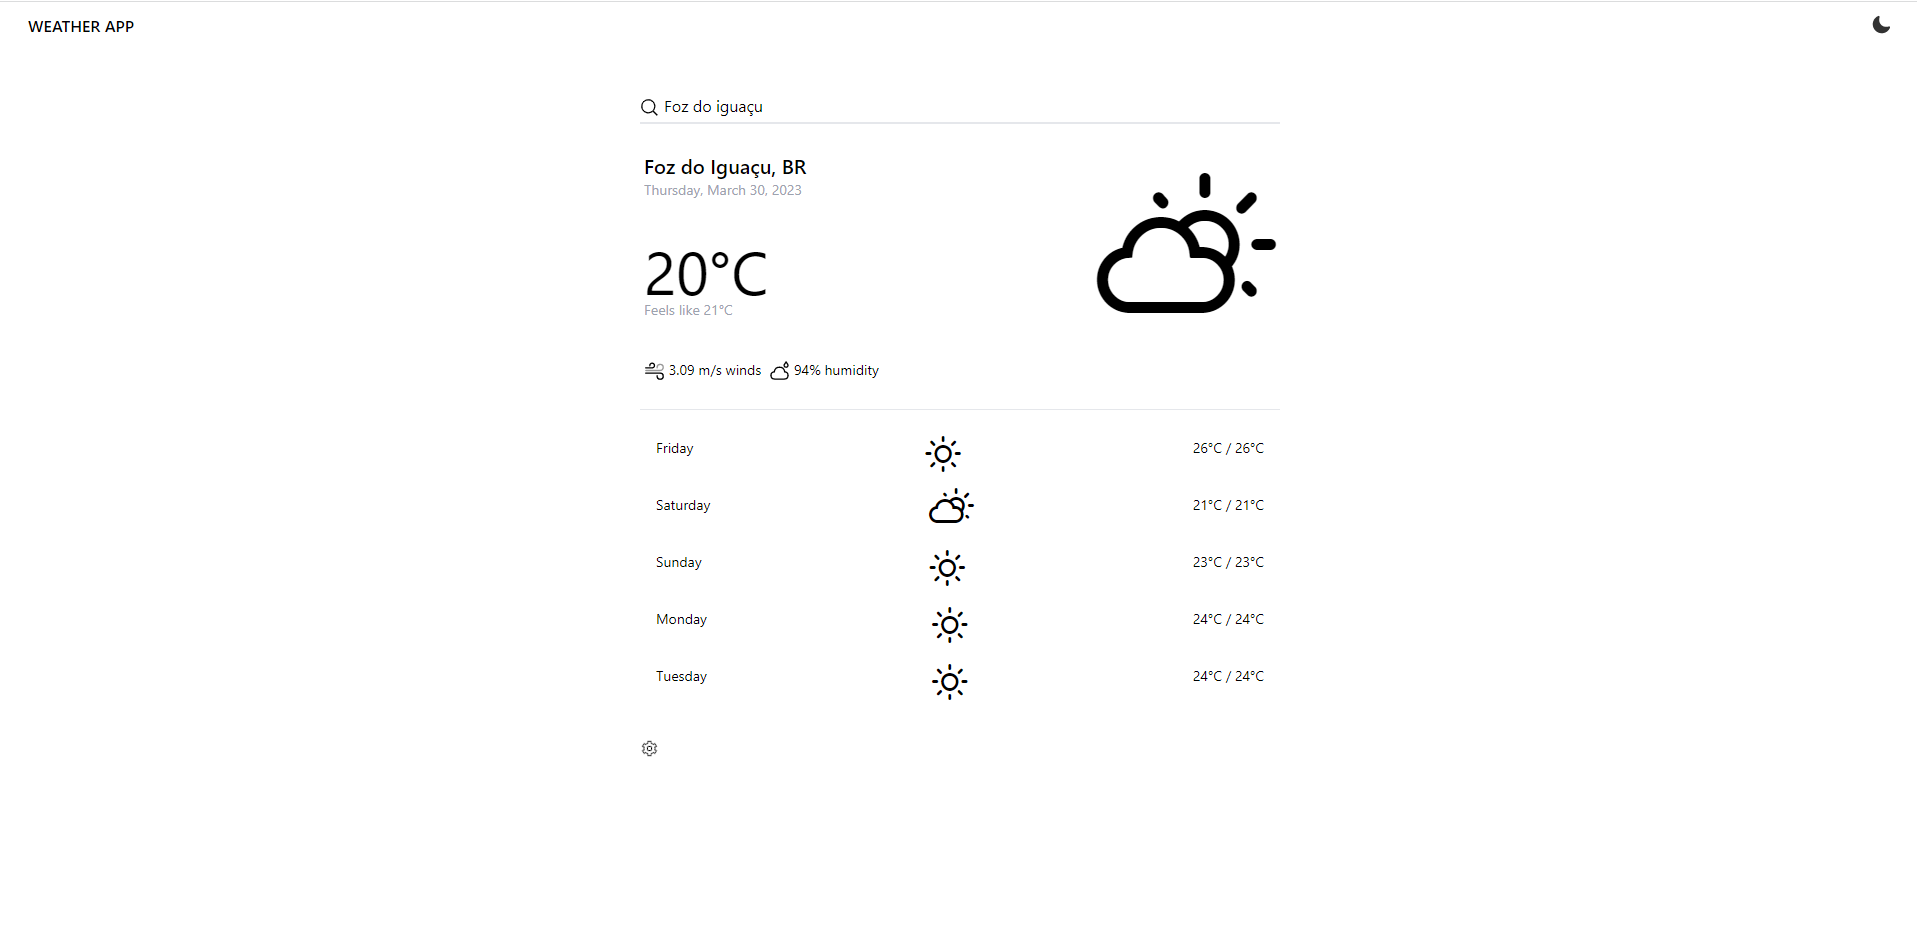 WEATHER APP
Foz do iguaçu
Foz do Iguaçu, BR
Thursday, March 30, 2023
20°C
Feels like 21°C
3.09 m/s winds 94% humidity
Friday 26°C / 26°C
Saturday 21°C / 21°C
Sunday 23°C / 23°C
Monday 24°C / 24°C
Tuesday 24°C / 24°C